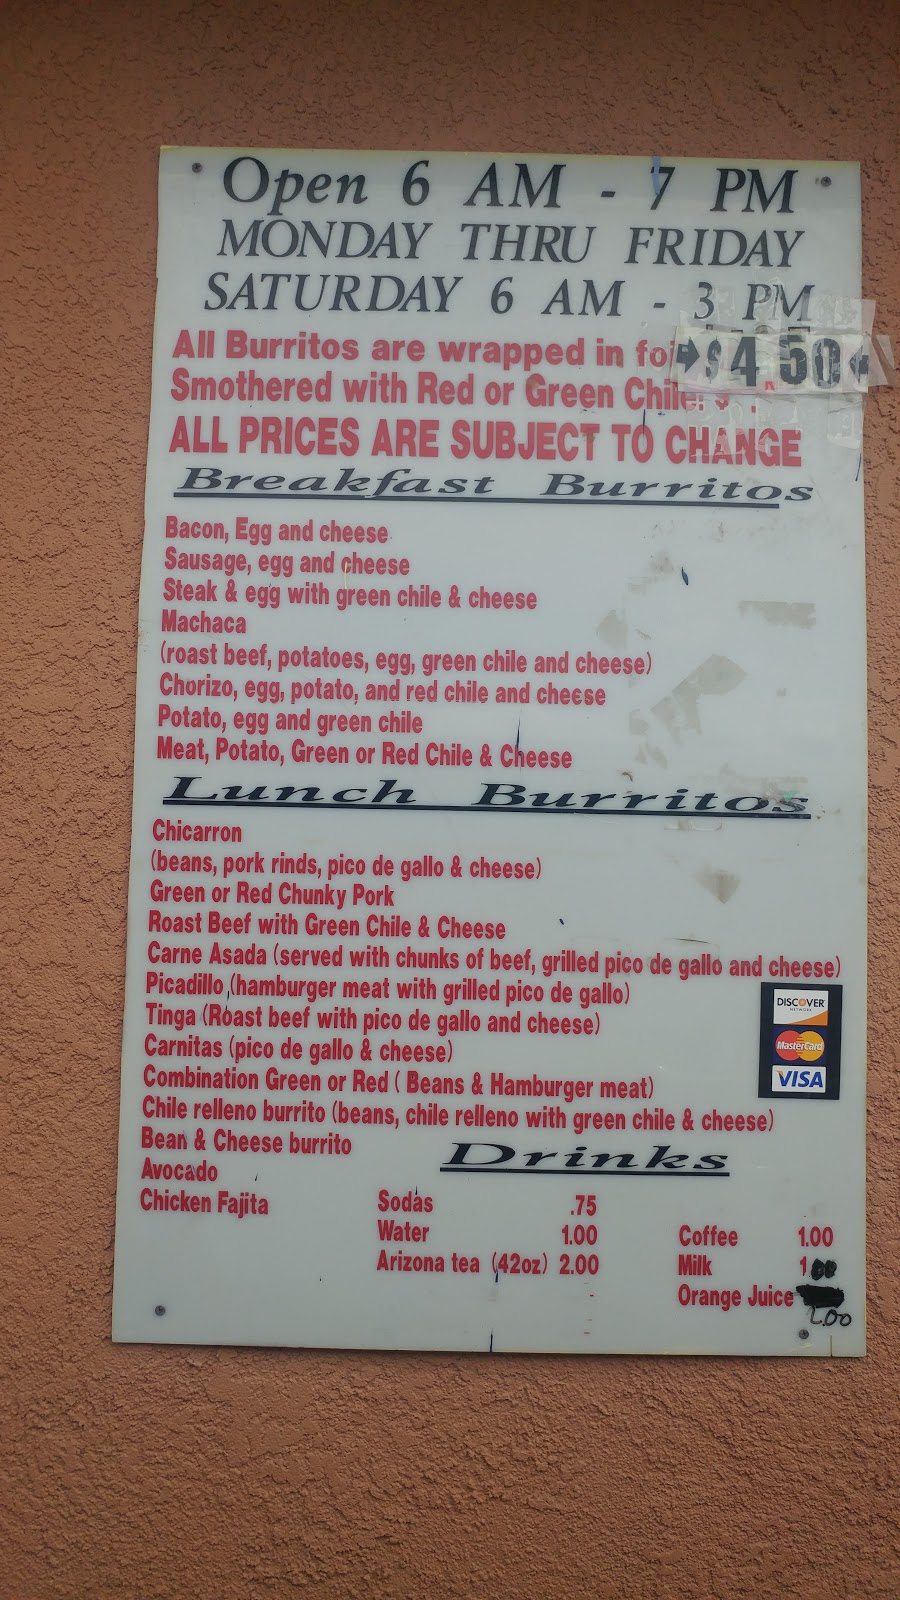 Open 6 AM - 7 PM
MONDAY THRU FRIDAY
SATURDAY 6 AM - 3 PM
All Burritos are wrapped in foi $4.50
Smothered with Red or Green Chile. $
ALL PRICES ARE SUBJECT TO CHANGE
Breakfast Burritos
Bacon, Egg and cheese
Sausage, egg and cheese
Steak & egg with green chile & cheese
Machaca
(roast beef, potatoes, egg, green chile and cheese)
Chorizo, egg, potato, and red chile and cheese
Potato, egg and green chile
Meat, Potato, Green or Red Chile & Cheese
Lunch Burritos
Chicarron
(beans, pork rinds, pico de gallo & cheese)
Green or Red Chunky Pork
Roast Beef with Green Chile & Cheese
Carne Asada (served with chunks of beef, grilled pico de gallo and cheese)
Picadillo (hamburger meat with grilled pico de gallo)
Tinga (Roast beef with pico de gallo and cheese)
Carnitas (pico de gallo & cheese)
Combination Green or Red ( Beans & Hamburger meat)
Chile relleno burrito (beans, chile relleno with green chile & cheese)
Bean & Cheese burrito
Avocado
Chicken Fajita
DISCOVER
NETWORK
MasterCard
VISA
Drinks
Sodas .75
Water 1.00
Arizona tea (42oz) 2.00
Coffee 1.00
Milk 1.00
Orange Juice
2.00